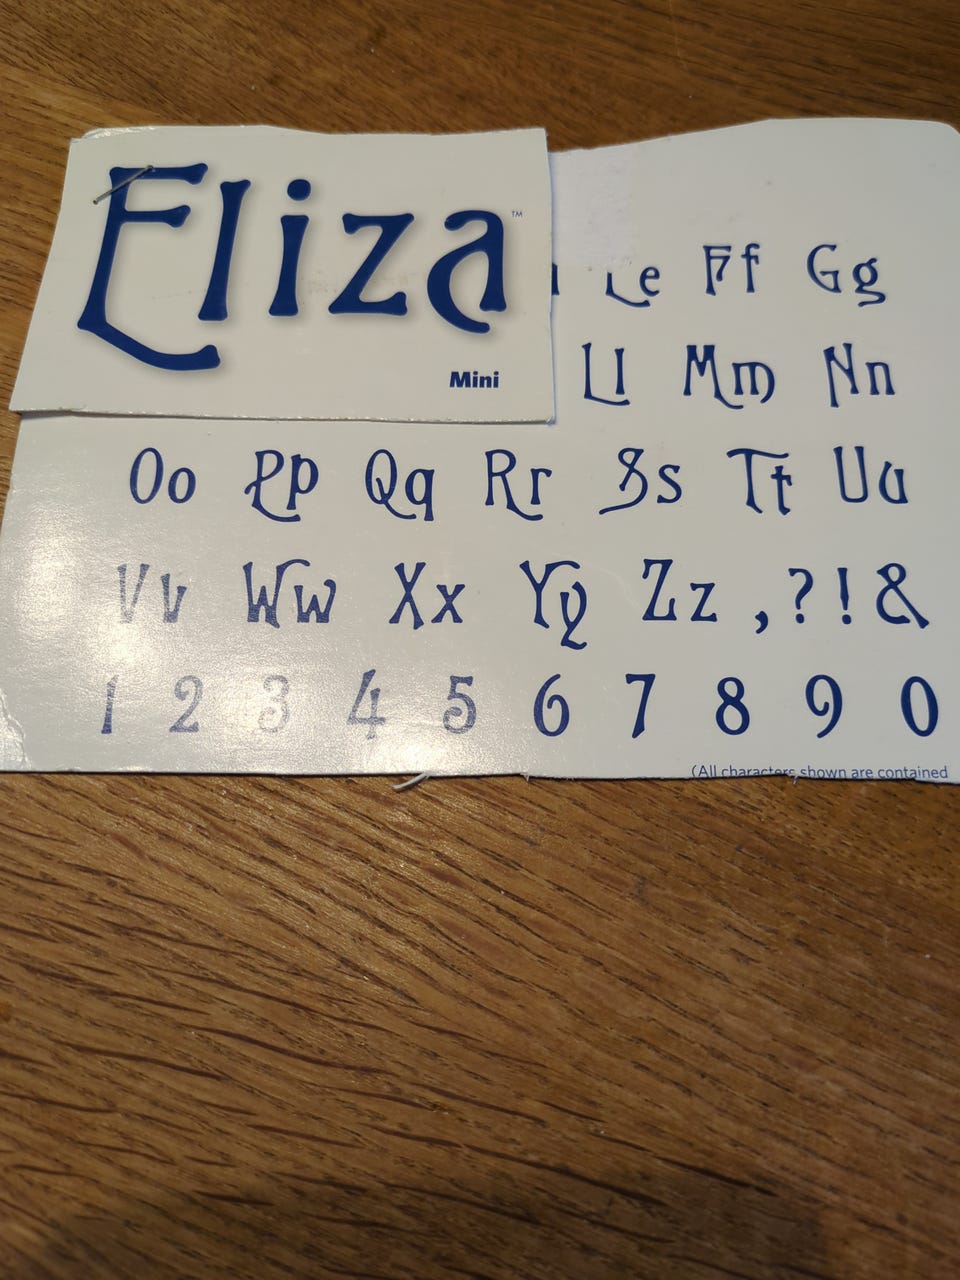 Eliza™
Mini
e Ff Gg
Ll Mm Nn
Oo Pp Qq Rr Ss Tt Uu
Vv Ww Xx Yy Zz , ? ! &
1 2 3 4 5 6 7 8 9 0
(All characters shown are contained